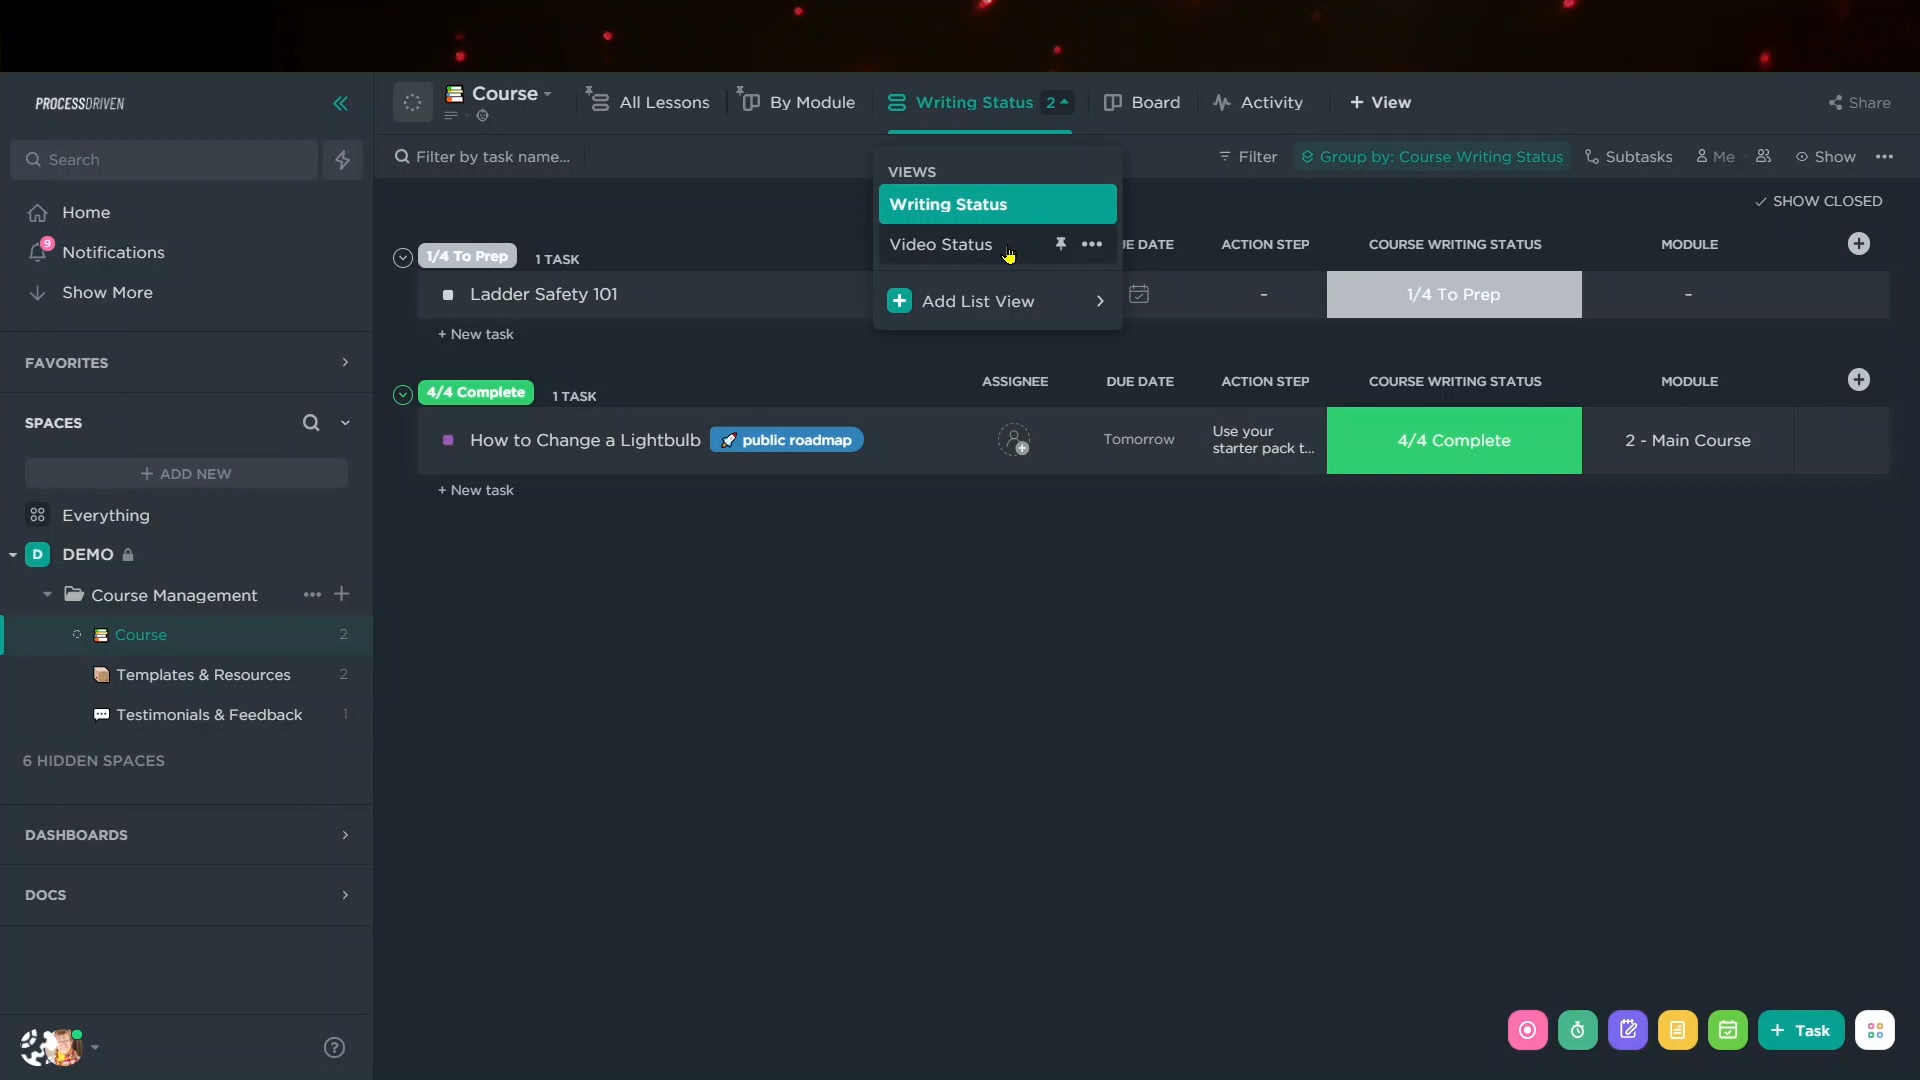 PROCESSDRIVEN
Search
Home
9
Notifications
Show More
FAVORITES
SPACES
+ ADD NEW
Everything
D DEMO
Course Management
Course 2
Templates & Resources 2
Testimonials & Feedback 1
6 HIDDEN SPACES
DASHBOARDS
DOCS
?
Course
All Lessons
By Module
Writing Status 2
Board
Activity
+ View
Share
Filter by task name...
Filter
Group by: Course Writing Status
Subtasks
Me
Show
SHOW CLOSED
VIEWS
Writing Status
Video Status
+ Add List View
1/4 To Prep 1 TASK
UE DATE ACTION STEP COURSE WRITING STATUS MODULE
Ladder Safety 101 - 1/4 To Prep -
+ New task
4/4 Complete 1 TASK ASSIGNEE DUE DATE ACTION STEP COURSE WRITING STATUS MODULE
How to Change a Lightbulb public roadmap Tomorrow Use your
starter pack t... 4/4 Complete 2 - Main Course
+ New task
+ Task